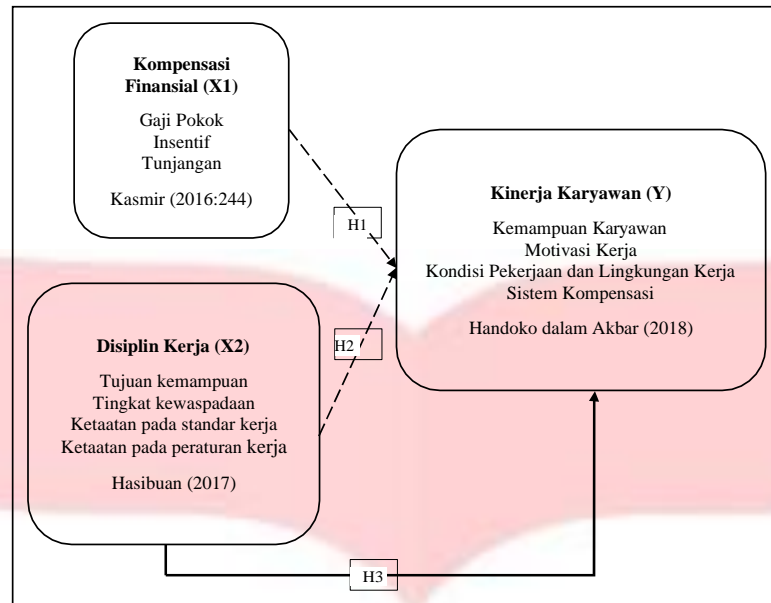 Kompensasi
Finansial (X1)
Gaji Pokok
Insentif
Tunjangan
Kasmir (2016:244)
H1
Kinerja Karyawan (Y)
Kemampuan Karyawan
Motivasi Kerja
Kondisi Pekerjaan dan Lingkungan Kerja
Sistem Kompensasi
Handoko dalam Akbar (2018)
H2
Disiplin Kerja (X2)
Tujuan kemampuan
Tingkat kewaspadaan
Ketaatan pada standar kerja
Ketaatan pada peraturan kerja
Hasibuan (2017)
H3